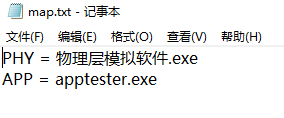 map.txt - 记事本
文件(F) 编辑(E) 格式(O) 查看(V) 帮助(H)
PHY = 物理层模拟软件.exe
APP = apptester.exe